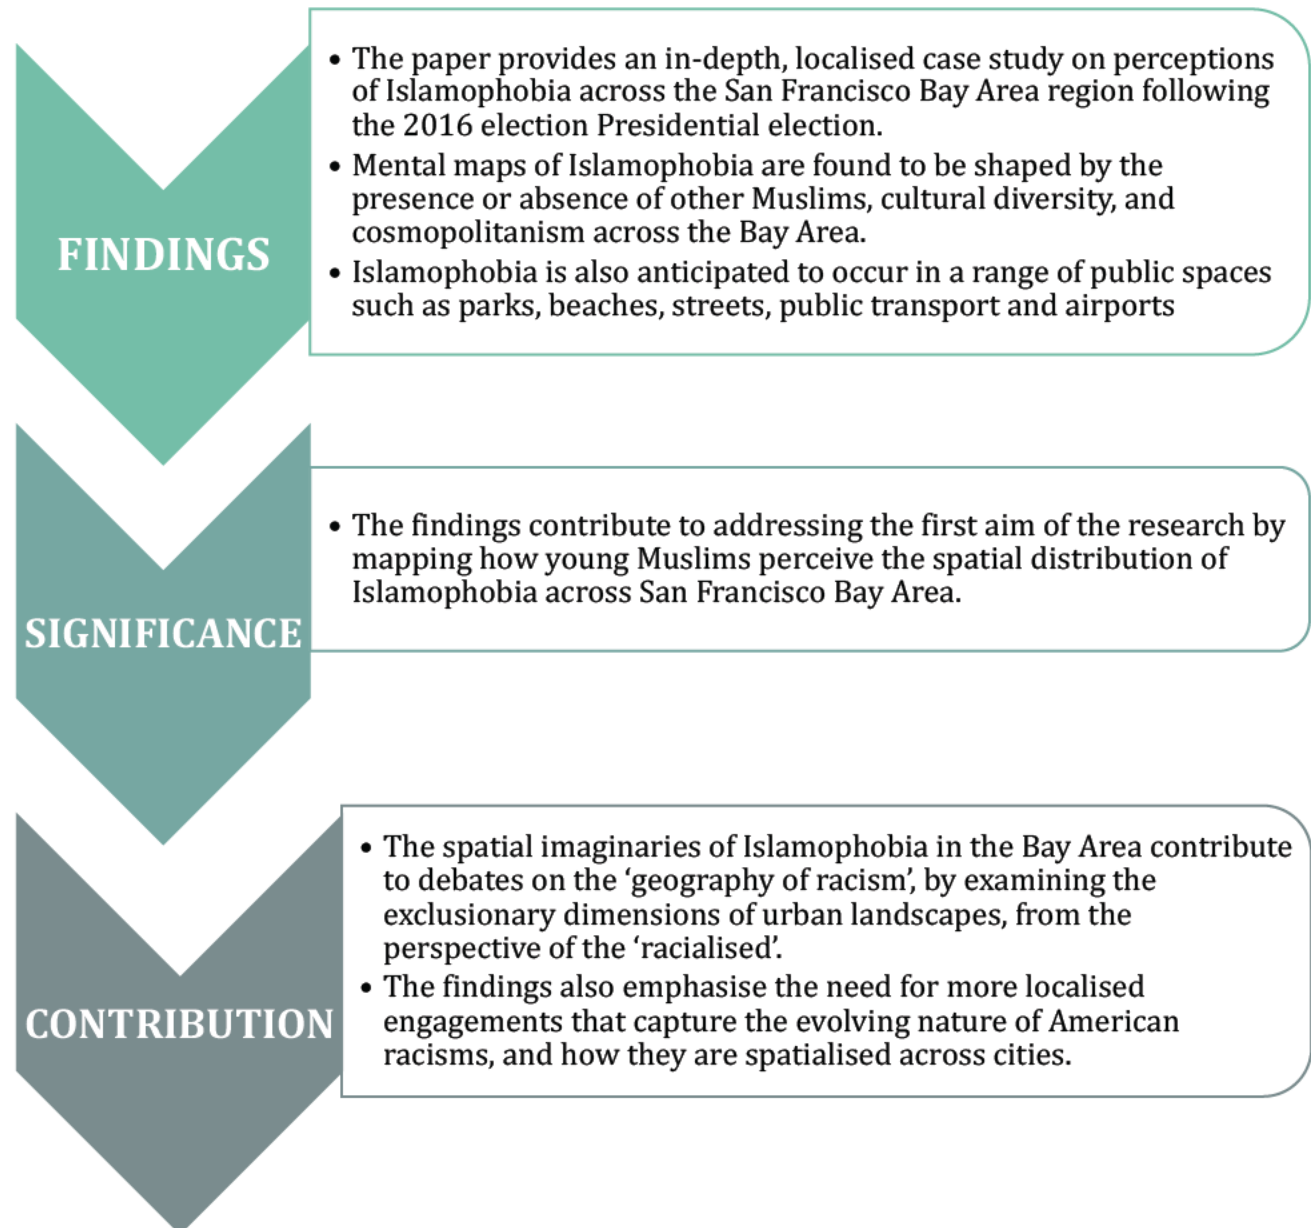 FINDINGS
• The paper provides an in-depth, localised case study on perceptions
of Islamophobia across the San Francisco Bay Area region following
the 2016 election Presidential election.
• Mental maps of Islamophobia are found to be shaped by the
presence or absence of other Muslims, cultural diversity, and
cosmopolitanism across the Bay Area.
• Islamophobia is also anticipated to occur in a range of public spaces
such as parks, beaches, streets, public transport and airports
SIGNIFICANCE
• The findings contribute to addressing the first aim of the research by
mapping how young Muslims perceive the spatial distribution of
Islamophobia across San Francisco Bay Area.
CONTRIBUTION
• The spatial imaginaries of Islamophobia in the Bay Area contribute
to debates on the ‘geography of racism’, by examining the
exclusionary dimensions of urban landscapes, from the
perspective of the ‘racialised’.
• The findings also emphasise the need for more localised
engagements that capture the evolving nature of American
racisms, and how they are spatialised across cities.